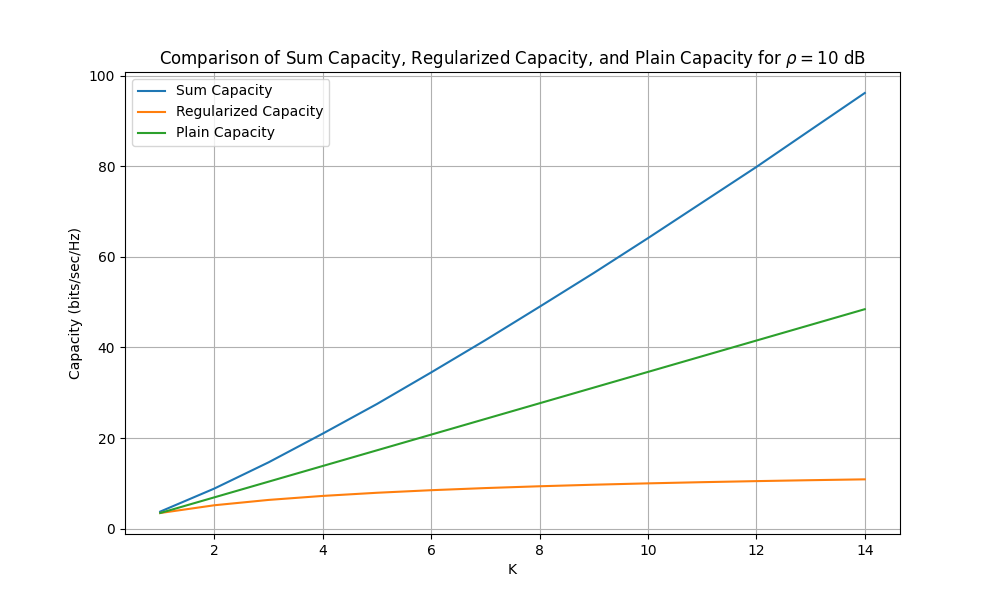 Comparison of Sum Capacity, Regularized Capacity, and Plain Capacity for ρ = 10 dB
Sum Capacity
Regularized Capacity
Plain Capacity
Capacity (bits/sec/Hz)
100
80
60
40
20
0
2 4 6 8 10 12 14
K